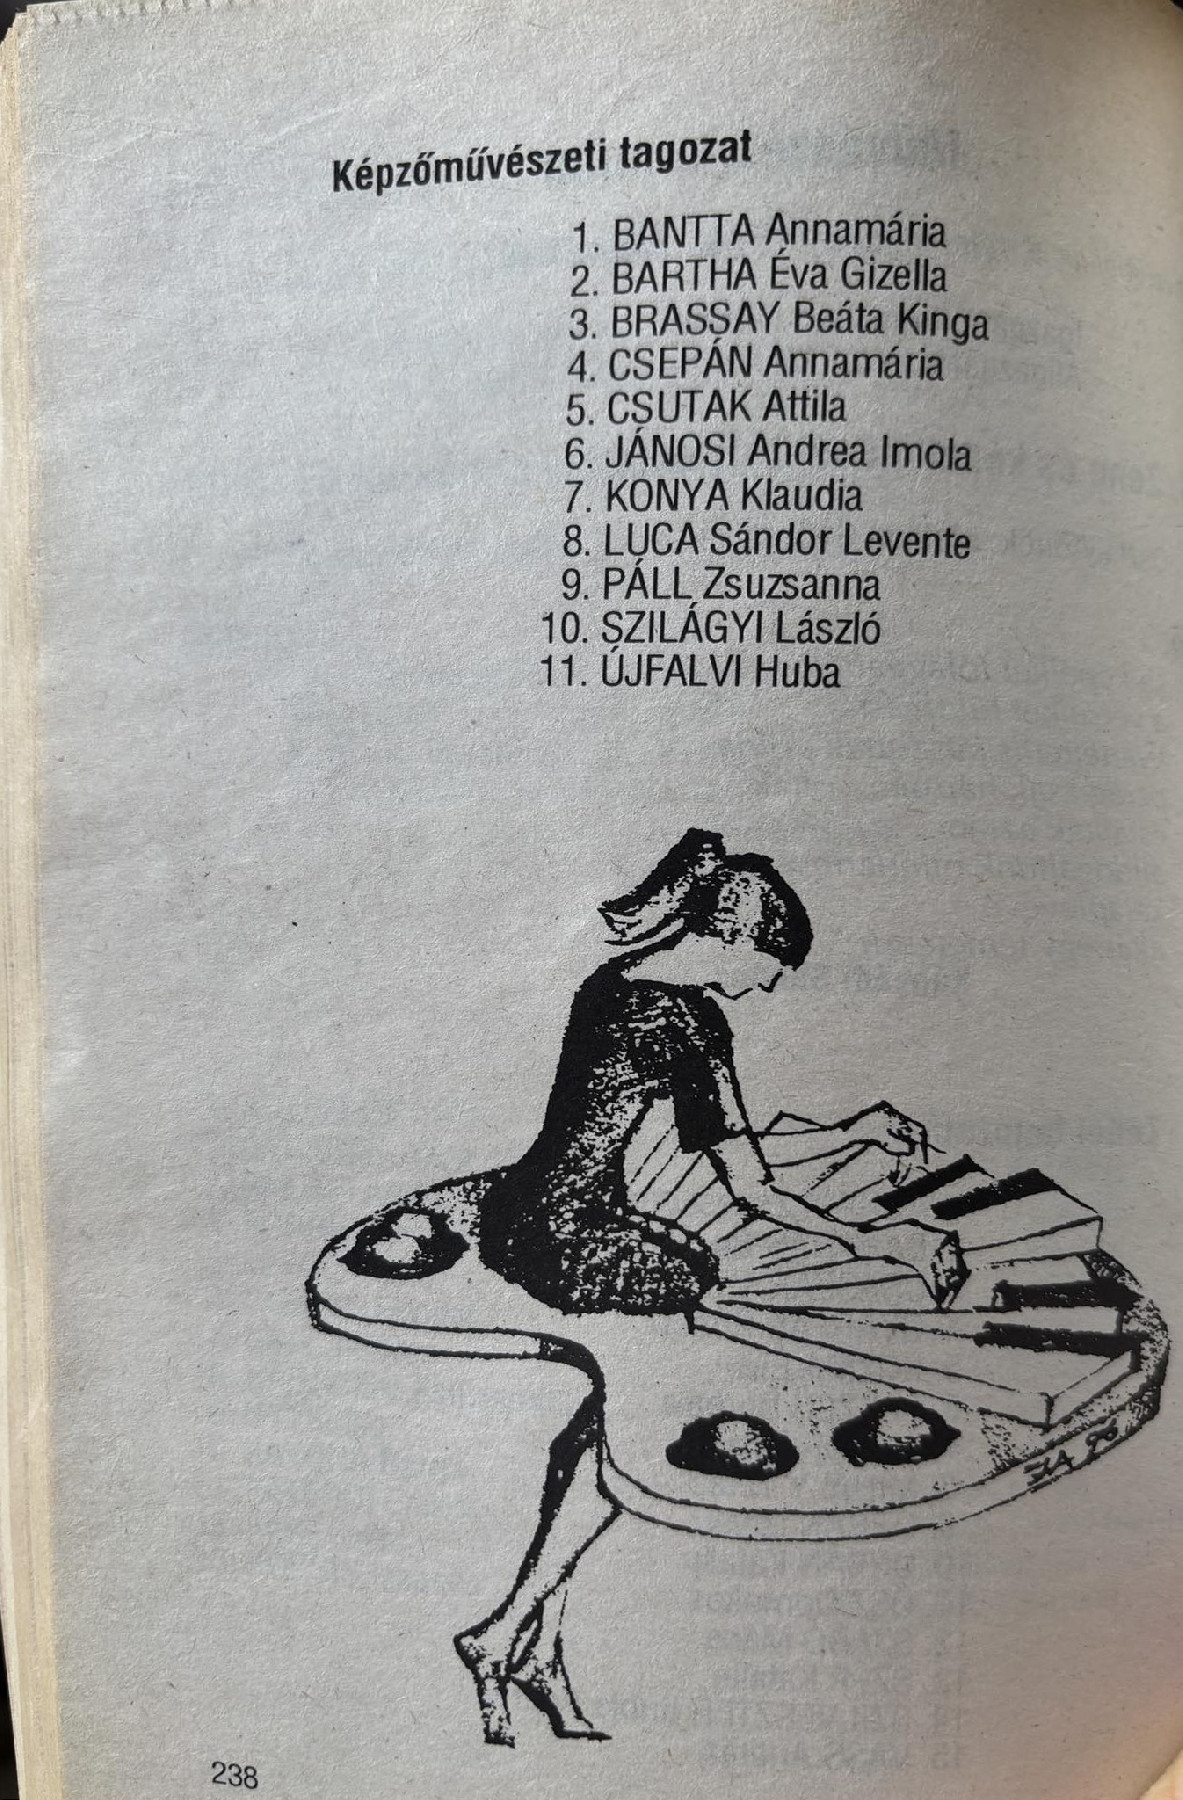 Képzőművészeti tagozat
1. BANTTA Annamária
2. BARTHA Éva Gizella
3. BRASSAY Beáta Kinga
4. CSEPÁN Annamária
5. CSUTAK Attila
6. JÁNOSI Andrea Imola
7. KONYA Klaudia
8. LUCA Sándor Levente
9. PÁLL Zsuzsanna
10. SZILÁGYI László
11. ÚJFALVI Huba
238